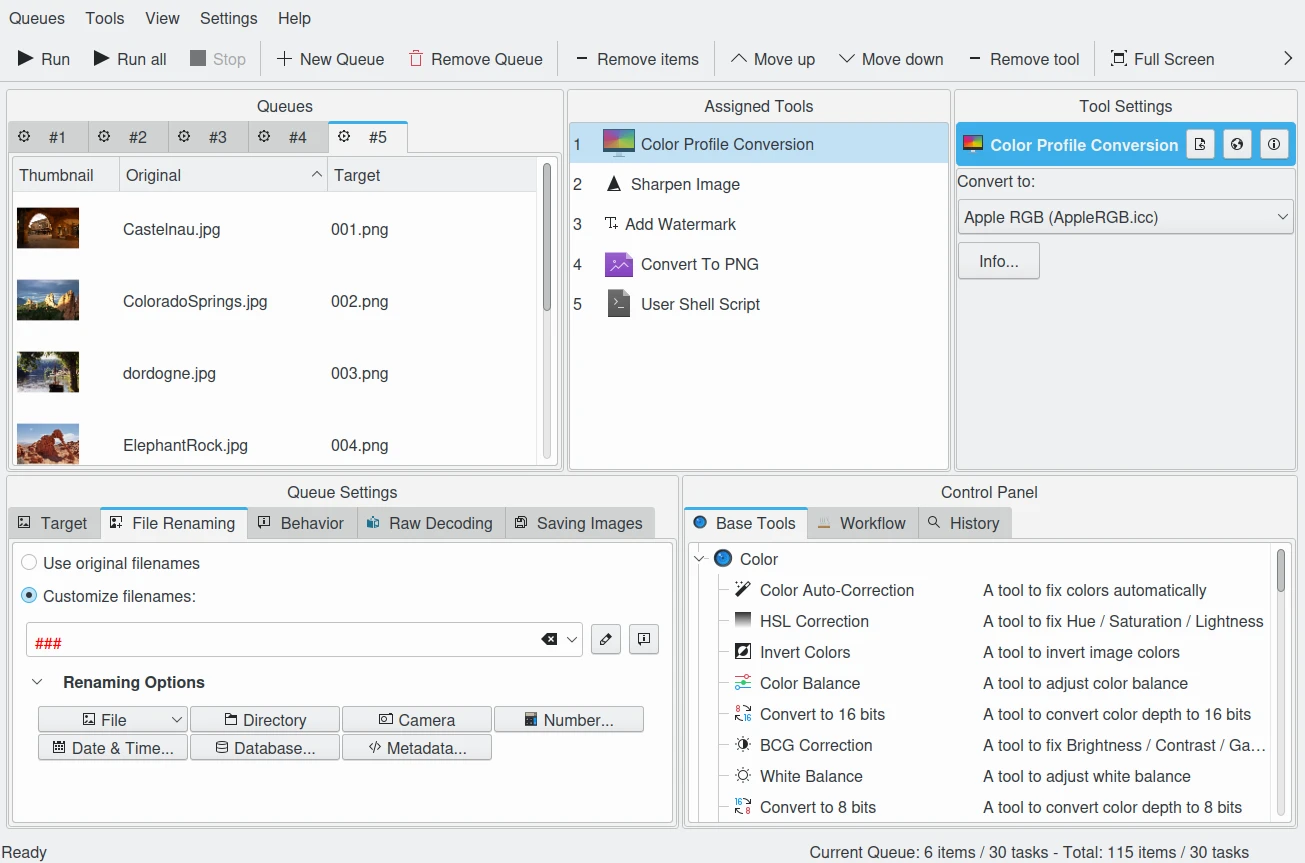 Queues Tools View Settings Help
Run Run all Stop New Queue Remove Queue Remove items Move up Move down Remove tool Full Screen
Queues
#1 #2 #3 #4 #5
Thumbnail Original Target
Castelnau.jpg 001.png
ColoradoSprings.jpg 002.png
dordogne.jpg 003.png
ElephantRock.jpg 004.png
Assigned Tools
1 Color Profile Conversion
2 Sharpen Image
3 Add Watermark
4 Convert To PNG
5 User Shell Script
Tool Settings
Color Profile Conversion
Convert to:
Apple RGB (AppleRGB.icc)
Info...
Queue Settings
Target File Renaming Behavior Raw Decoding Saving Images
Use original filenames
Customize filenames:
###
Renaming Options
File Directory Camera Number...
Date & Time... Database... Metadata...
Control Panel
Base Tools Workflow History
Color
Color Auto-Correction A tool to fix colors automatically
HSL Correction A tool to fix Hue / Saturation / Lightness
Invert Colors A tool to invert image colors
Color Balance A tool to adjust color balance
8 16 Convert to 16 bits A tool to convert color depth to 16 bits
BCG Correction A tool to fix Brightness / Contrast / Ga...
White Balance A tool to adjust white balance
16 8 Convert to 8 bits A tool to convert color depth to 8 bits
Ready Current Queue: 6 items / 30 tasks - Total: 115 items / 30 tasks